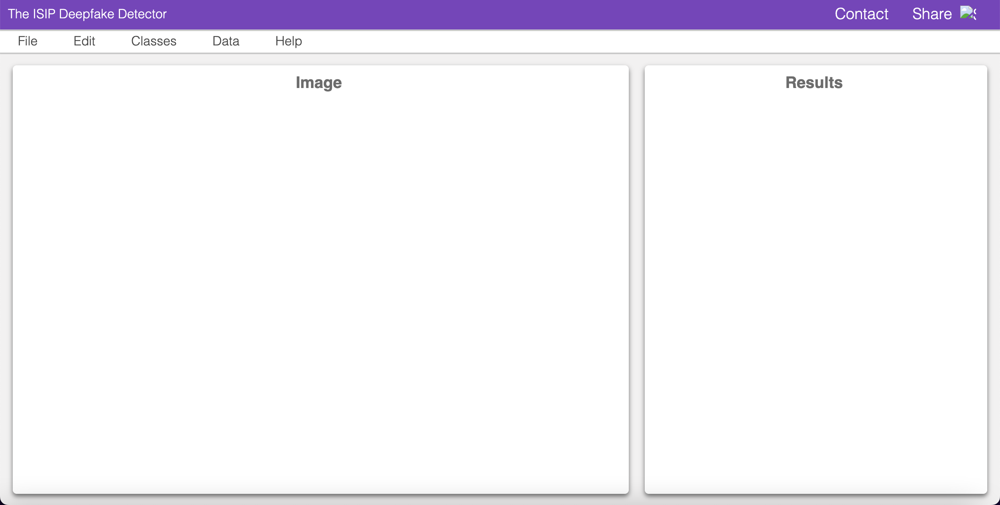 The ISIP Deepfake Detector Contact Share
File Edit Classes Data Help
Image Results